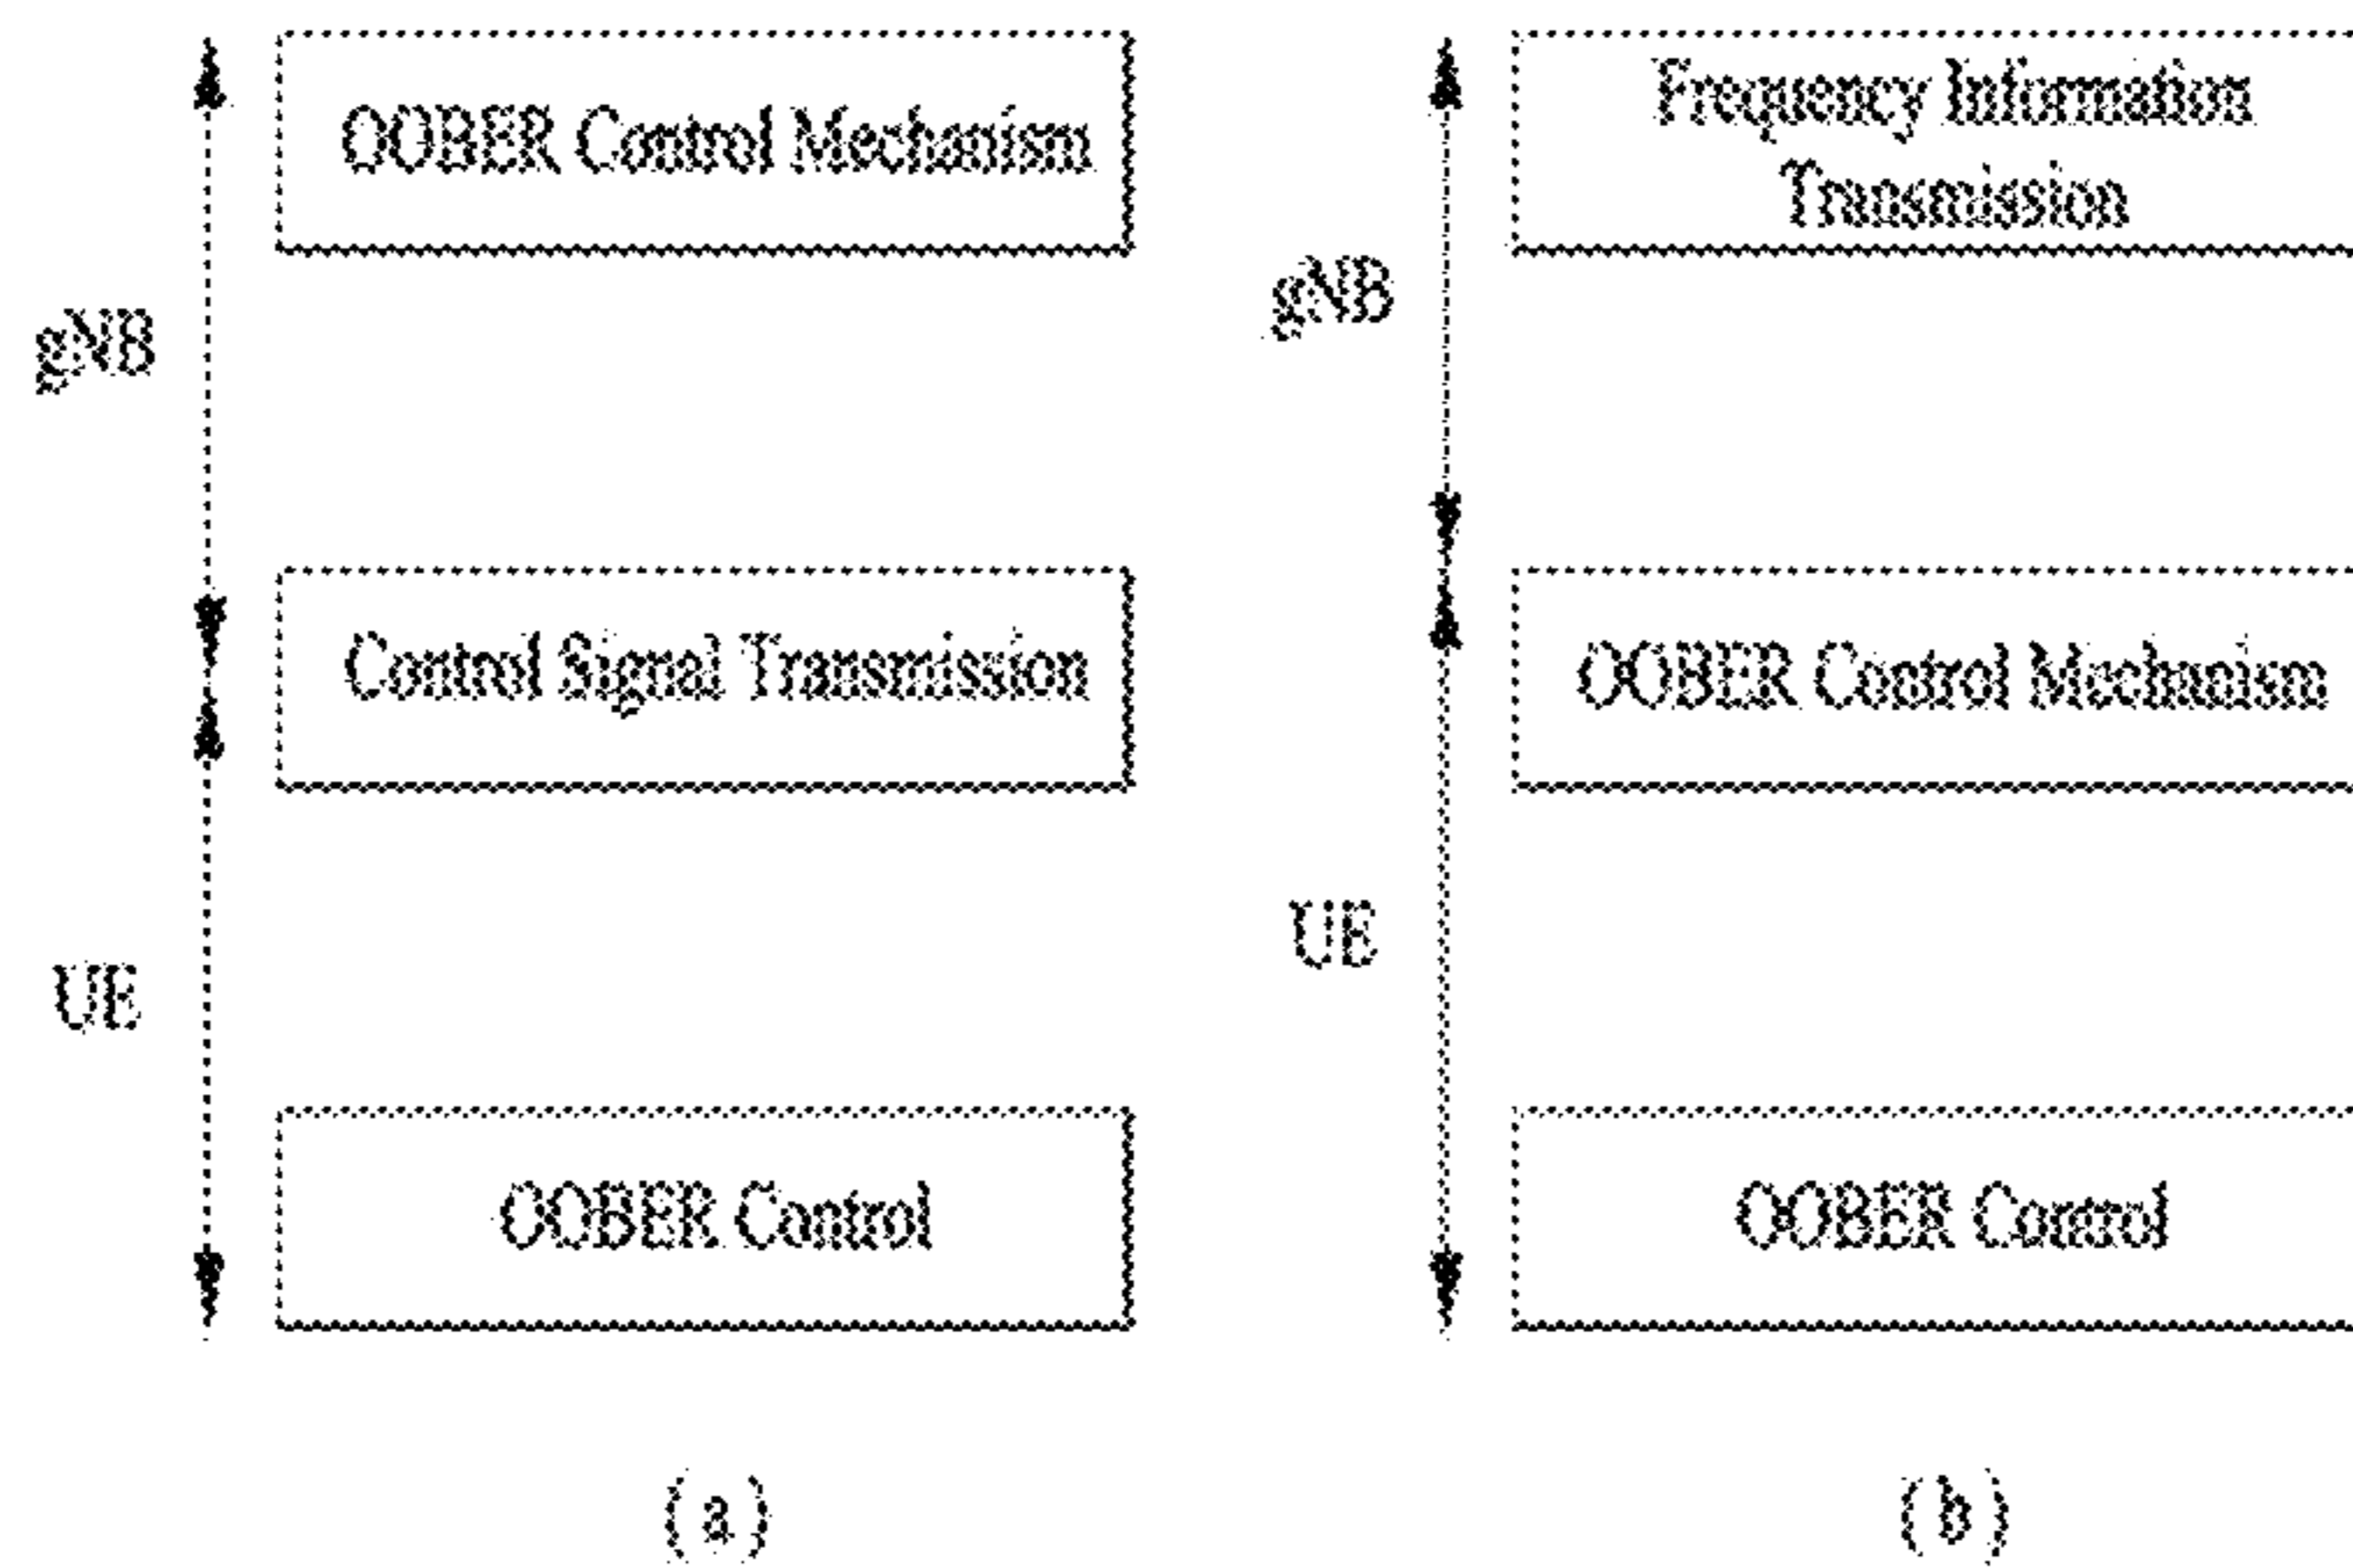 OOBER Control Mechanism
gNB
Control Signal Transmission
UE
OOBER Control
(a)
Frequency Information
Transmission
gNB
OOBER Control Mechanism
UE
OOBER Control
(b)